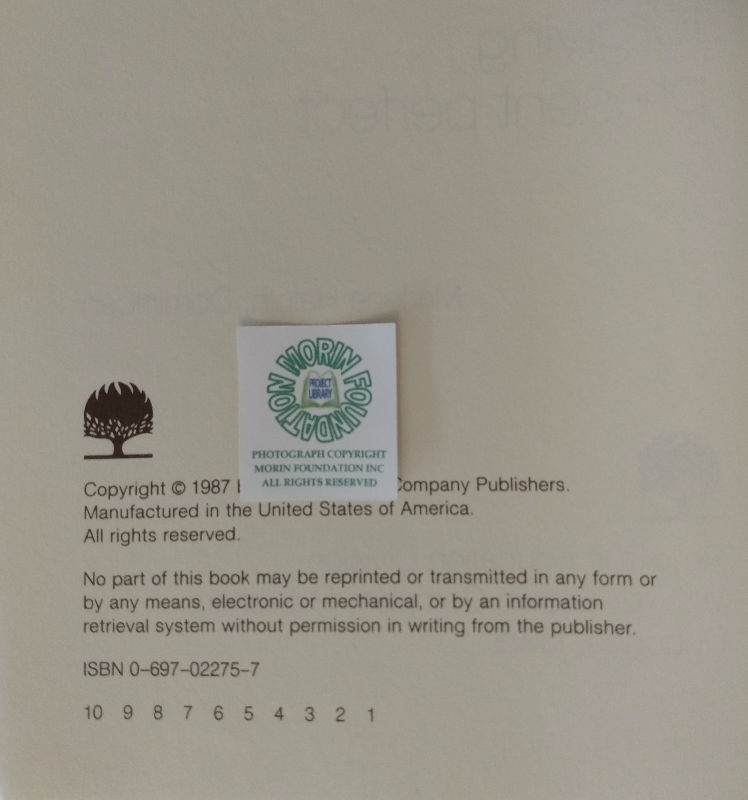 present perfect
MORIN FOUNDATION
PROJECT
LIBRARY
PHOTOGRAPH COPYRIGHT
MORIN FOUNDATION INC
ALL RIGHTS RESERVED
Copyright © 1987 Company Publishers.
Manufactured in the United States of America.
All rights reserved.
No part of this book may be reprinted or transmitted in any form or
by any means, electronic or mechanical, or by an information
retrieval system without permission in writing from the publisher.
ISBN 0–697–02275–7
10 9 8 7 6 5 4 3 2 1